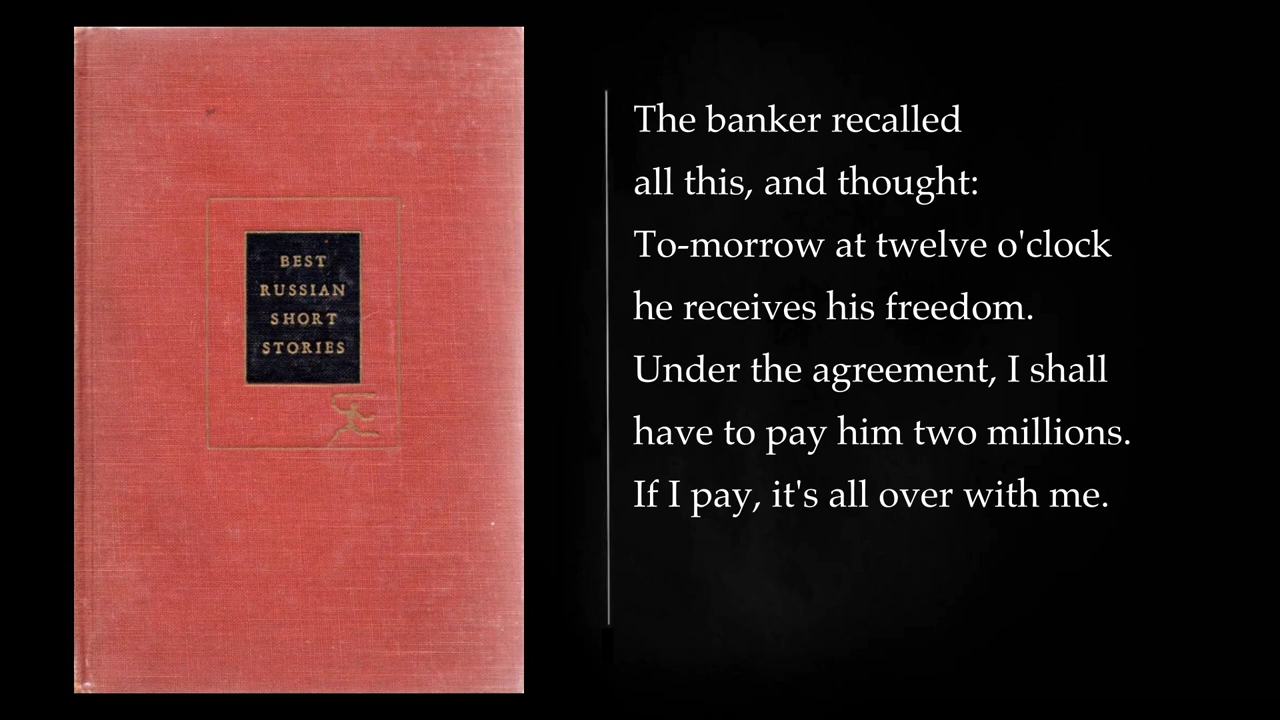 BEST
RUSSIAN
SHORT
STORIES
The banker recalled
all this, and thought:
To-morrow at twelve o'clock
he receives his freedom.
Under the agreement, I shall
have to pay him two millions.
If I pay, it's all over with me.